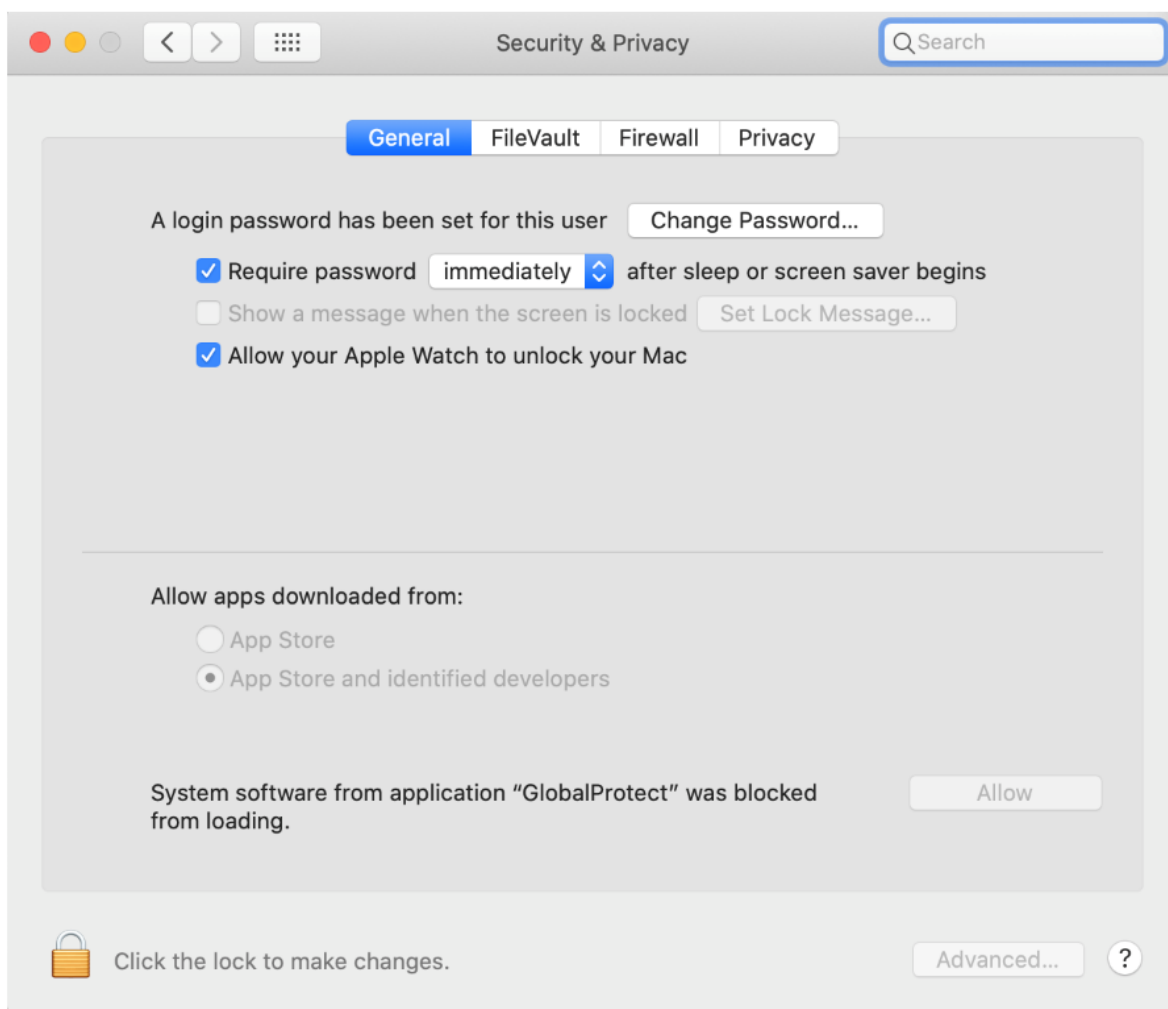 Security & Privacy
Search
General FileVault Firewall Privacy
A login password has been set for this user Change Password...
Require password immediately after sleep or screen saver begins
Show a message when the screen is locked Set Lock Message...
Allow your Apple Watch to unlock your Mac
Allow apps downloaded from:
App Store
App Store and identified developers
System software from application “GlobalProtect” was blocked Allow
from loading.
Click the lock to make changes. Advanced... ?